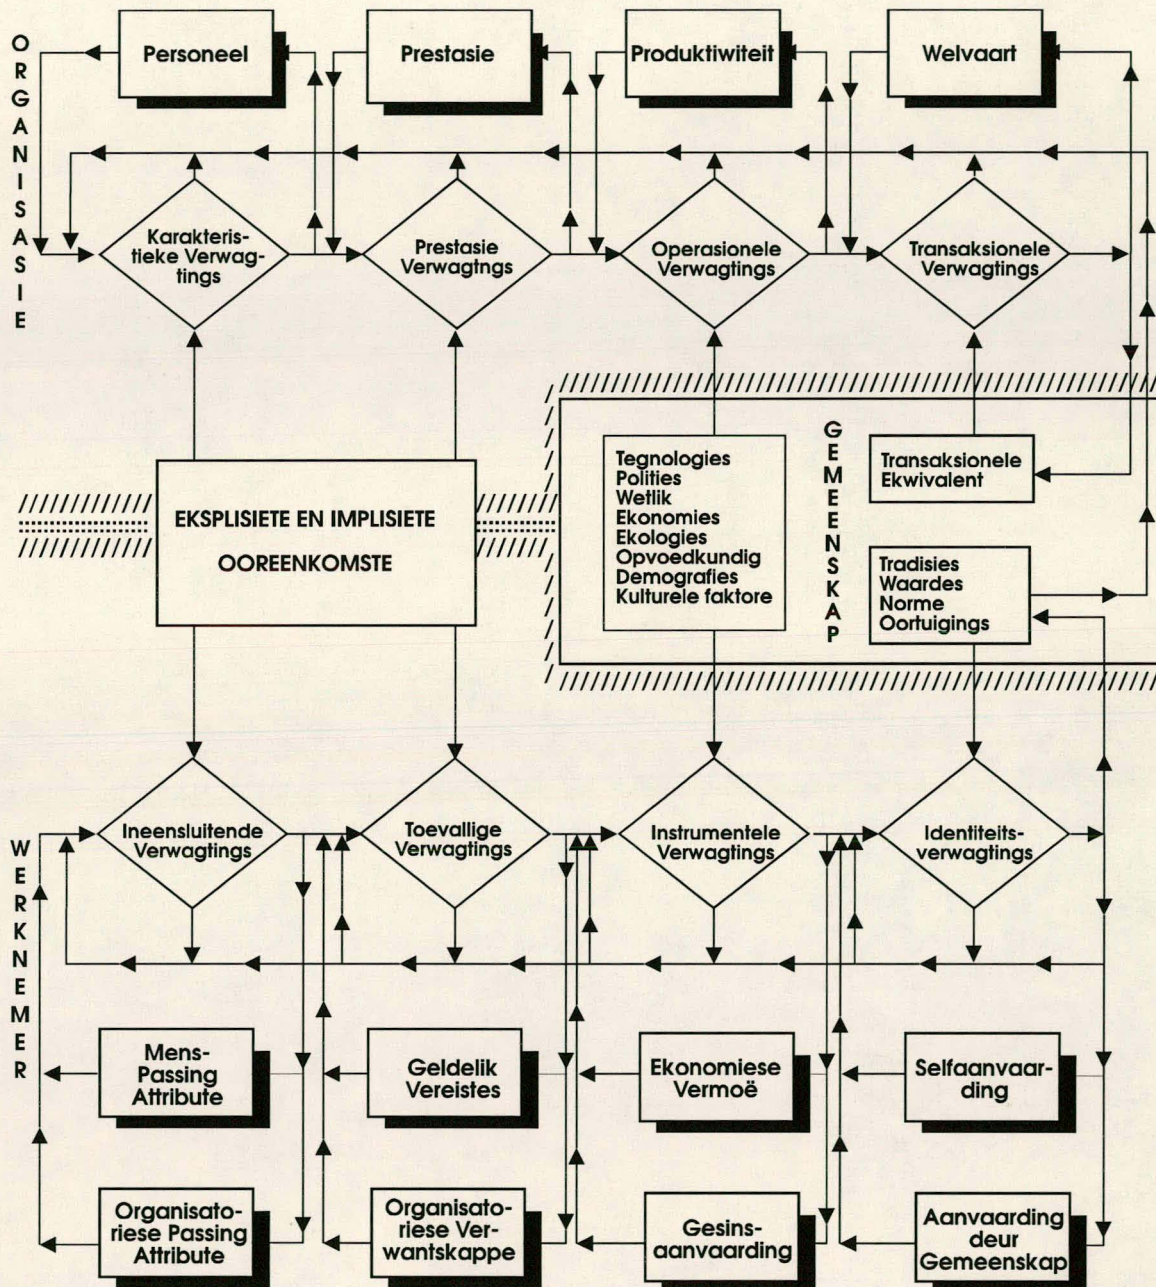 ORGANISASIE
Personeel
Prestasie
Produktiwiteit
Welvaart
Karakteris-
tieke Verwag-
tings
Prestasie
Verwagtngs
Operasionele
Verwagtings
Transaksionele
Verwagtings
EKSPLISIETE EN IMPLISIETE
OOREENKOMSTE
Tegnologies
Polities
Wetlik
Ekonomies
Ekologies
Opvoedkundig
Demografies
Kulturele faktore
GEMEENSKAP
Transaksionele
Ekwivalent
Tradisies
Waardes
Norme
Oortuigings
WERKNEMER
Ineensluitende
Verwagtings
Toevallige
Verwagtings
Instrumentele
Verwagtings
Identiteits-
verwagtings
Mens-
Passing
Attribute
Geldelik
Vereistes
Ekonomiese
Vermoë
Selfaanvaar-
ding
Organisato-
riese Passing
Attribute
Organisato-
riese Ver-
wantskappe
Gesins-
aanvaarding
Aanvaarding
deur
Gemeenskap